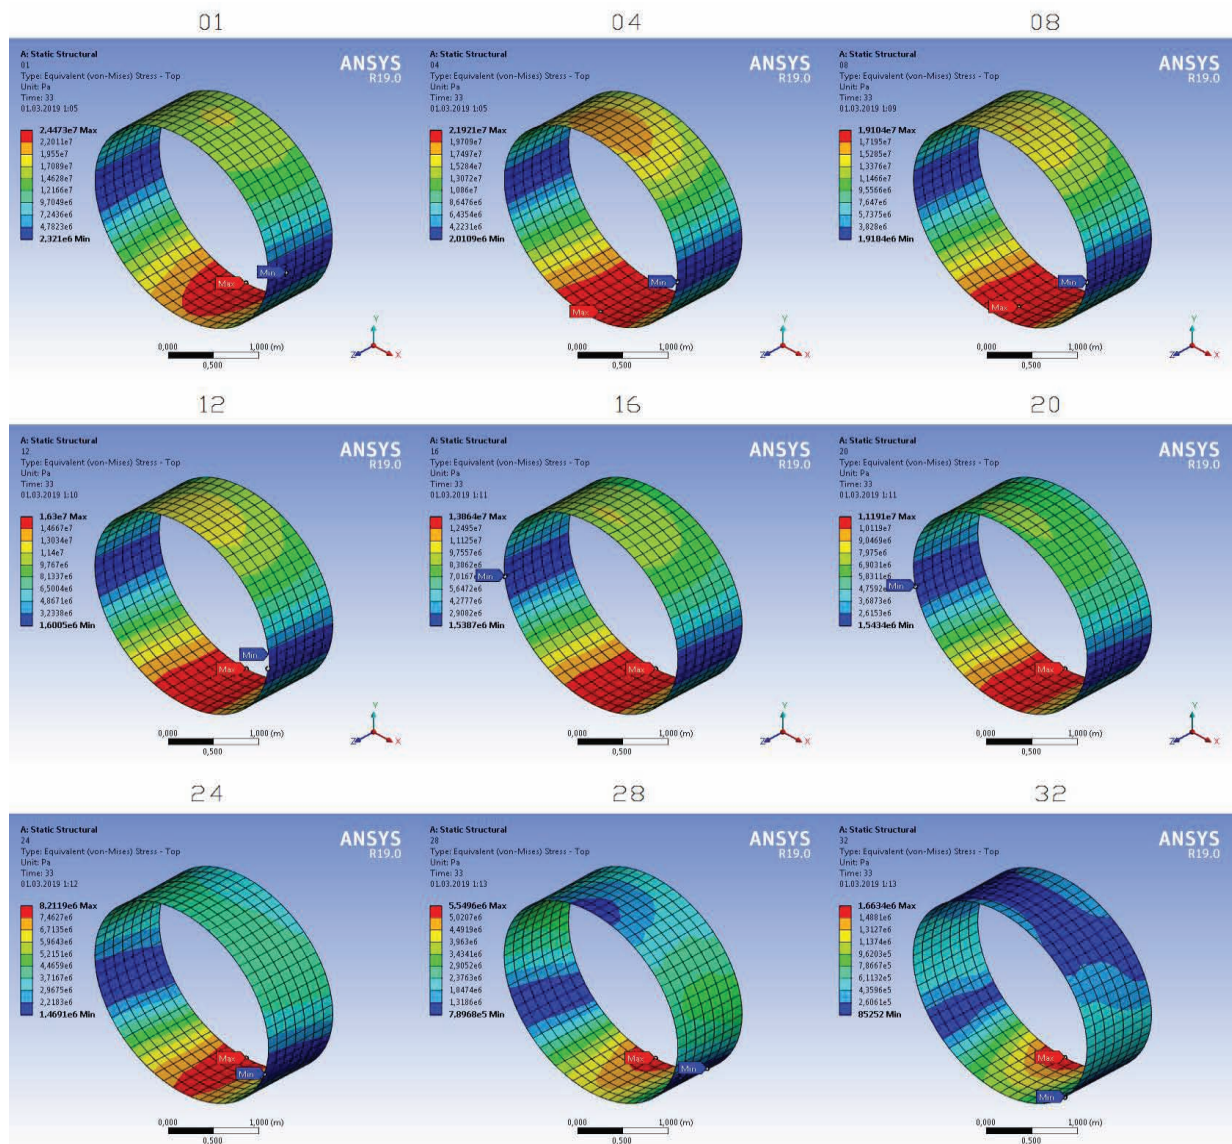 01
A: Static Structural
01
Type: Equivalent (von-Mises) Stress - Top
Unit: Pa
Time: 33
01.03.2019 1:05
ANSYS
R19.0
2,4473e7 Max
2,2011e7
1,955e7
1,7089e7
1,4628e7
1,2166e7
9,7049e6
7,2436e6
4,7823e6
2,321e6 Min
Min
Max
Y
Z
X
0,000
1,000 (m)
0,500
04
A: Static Structural
04
Type: Equivalent (von-Mises) Stress - Top
Unit: Pa
Time: 33
01.03.2019 1:05
ANSYS
R19.0
2,1921e7 Max
1,9709e7
1,7497e7
1,5284e7
1,3072e7
1,086e7
8,6476e6
6,4354e6
4,2231e6
2,0109e6 Min
Min
Max
Y
Z
X
0,000
1,000 (m)
0,500
08
A: Static Structural
08
Type: Equivalent (von-Mises) Stress - Top
Unit: Pa
Time: 33
01.03.2019 1:09
ANSYS
R19.0
1,9104e7 Max
1,7195e7
1,5285e7
1,3376e7
1,1466e7
9,5566e6
7,647e6
5,7375e6
3,828e6
1,9184e6 Min
Min
Max
Y
Z
X
0,000
1,000 (m)
0,500
12
A: Static Structural
12
Type: Equivalent (von-Mises) Stress - Top
Unit: Pa
Time: 33
01.03.2019 1:10
ANSYS
R19.0
1,63e7 Max
1,4667e7
1,3034e7
1,14e7
9,767e6
8,1337e6
6,5004e6
4,8671e6
3,2338e6
1,6005e6 Min
Min
Max
Y
Z
X
0,000
1,000 (m)
0,500
16
A: Static Structural
16
Type: Equivalent (von-Mises) Stress - Top
Unit: Pa
Time: 33
01.03.2019 1:11
ANSYS
R19.0
1,3864e7 Max
1,2495e7
1,1125e7
9,7557e6
8,3862e6
7,0167e
5,6472e6
4,2777e6
2,9082e6
1,5387e6 Min
Min
Max
Y
Z
X
0,000
1,000 (m)
0,500
20
A: Static Structural
20
Type: Equivalent (von-Mises) Stress - Top
Unit: Pa
Time: 33
01.03.2019 1:11
ANSYS
R19.0
1,1191e7 Max
1,0119e7
9,0469e6
7,975e6
6,9031e6
5,8311e6
4,7592e
3,6873e6
2,6153e6
1,5434e6 Min
Min
Max
Y
Z
X
0,000
1,000 (m)
0,500
24
A: Static Structural
24
Type: Equivalent (von-Mises) Stress - Top
Unit: Pa
Time: 33
01.03.2019 1:12
ANSYS
R19.0
8,2119e6 Max
7,4627e6
6,7135e6
5,9643e6
5,2151e6
4,4659e6
3,7167e6
2,9675e6
2,2183e6
1,4691e6 Min
Max
Min
0,000
1,000 (m)
0,500
28
A: Static Structural
28
Type: Equivalent (von-Mises) Stress - Top
Unit: Pa
Time: 33
01.03.2019 1:13
ANSYS
R19.0
5,5496e6 Max
5,0207e6
4,4919e6
3,963e6
3,4341e6
2,9052e6
2,3763e6
1,8474e6
1,3186e6
7,8968e5 Min
Max
Min
0,000
1,000 (m)
0,500
32
A: Static Structural
32
Type: Equivalent (von-Mises) Stress - Top
Unit: Pa
Time: 33
01.03.2019 1:13
ANSYS
R19.0
1,6634e6 Max
1,4881e6
1,3127e6
1,1374e6
9,6203e5
7,8667e5
6,1132e5
4,3596e5
2,6061e5
85252 Min
Max
Min
0,000
1,000 (m)
0,500